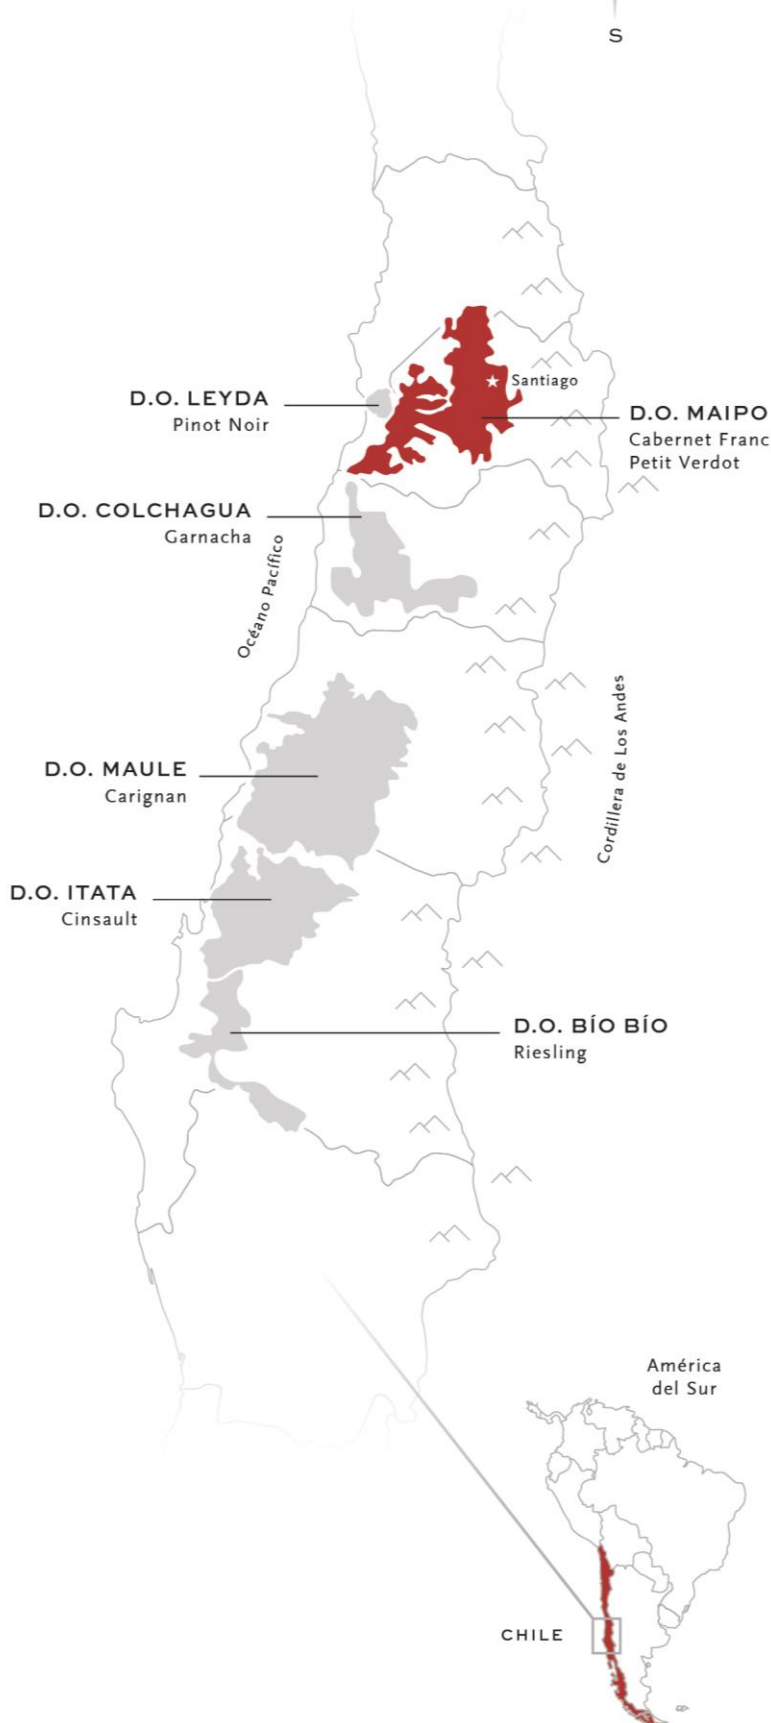 S
Santiago
D.O. LEYDA
Pinot Noir
D.O. MAIPO
Cabernet Franc
Petit Verdot
D.O. COLCHAGUA
Garnacha
Océano Pacífico
Cordillera de Los Andes
D.O. MAULE
Carignan
D.O. ITATA
Cinsault
D.O. BÍO BÍO
Riesling
América
del Sur
CHILE